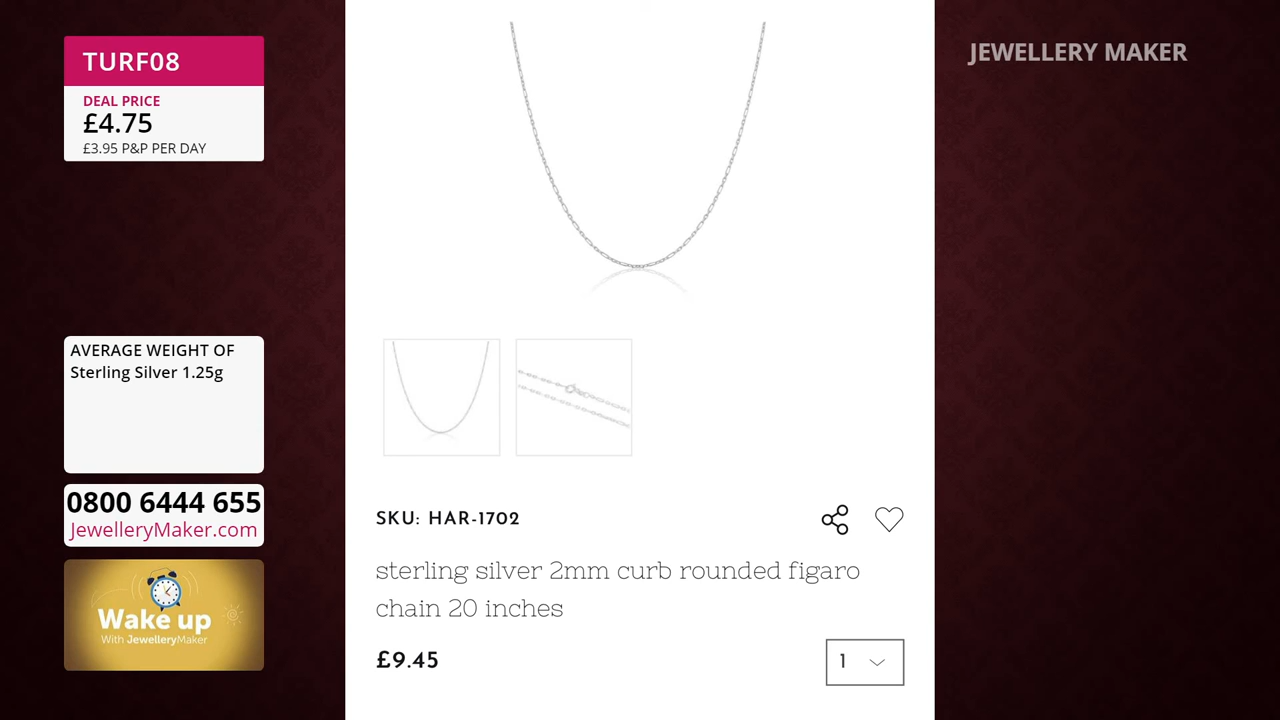 TURF08
DEAL PRICE
£4.75
£3.95 P&P PER DAY
AVERAGE WEIGHT OF
Sterling Silver 1.25g
0800 6444 655
JewelleryMaker.com
Wake up
With JewelleryMaker
SKU: HAR-1702
sterling silver 2mm curb rounded figaro
chain 20 inches
£9.45
1
JEWELLERY MAKER